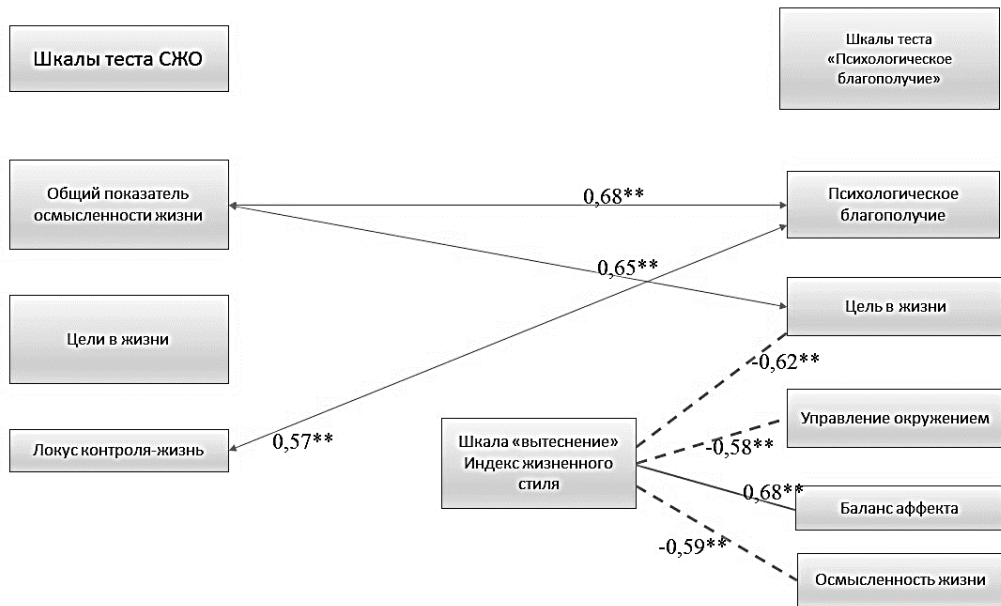 Шкалы теста СЖО
Шкалы теста
«Психологическое
благополучие»
Общий показатель
осмысленности жизни
0,68**
Психологическое
благополучие
0,65**
Цели в жизни
Цель в жизни
-0,62**
Локус контроля-жизнь
0,57**
Шкала «вытеснение»
Индекс жизненного
стиля
Управление окружением
-0,58**
0,68**
Баланс аффекта
-0,59**
Осмысленность жизни